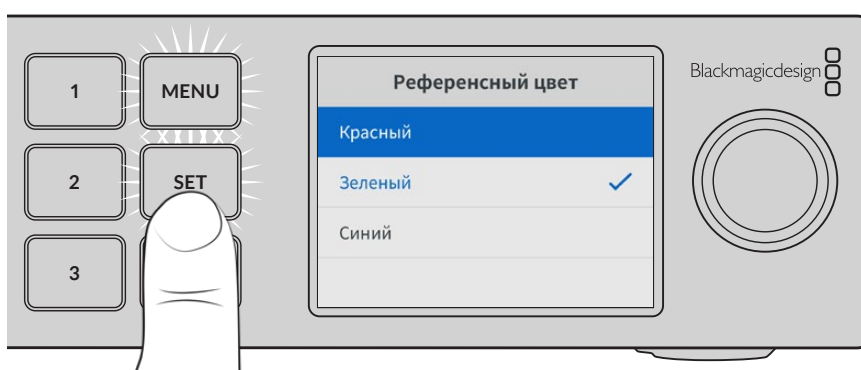 1
MENU
2
SET
3
Референсный цвет
Красный
Зеленый
Синий
Blackmagicdesign